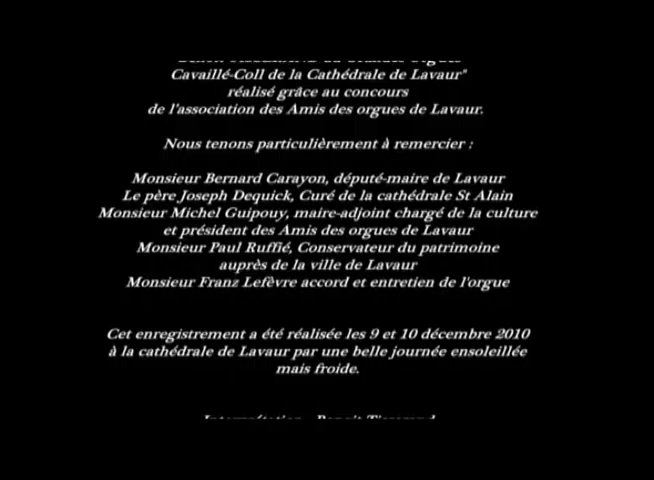 Cavaillé-Coll de la Cathédrale de Lavaur"
réalisé grâce au concours
de l'association des Amis des orgues de Lavaur.
Nous tenons particulièrement à remercier :
Monsieur Bernard Carayon, député-maire de Lavaur
Le père Joseph Dequick, Curé de la cathédrale St Alain
Monsieur Michel Guipouy, maire-adjoint chargé de la culture
et président des Amis des orgues de Lavaur
Monsieur Paul Ruffié, Conservateur du patrimoine
auprès de la ville de Lavaur
Monsieur Franz Lefèvre accord et entretien de l'orgue
Cet enregistrement a été réalisée les 9 et 10 décembre 2010
à la cathédrale de Lavaur par une belle journée ensoleillée
mais froide.